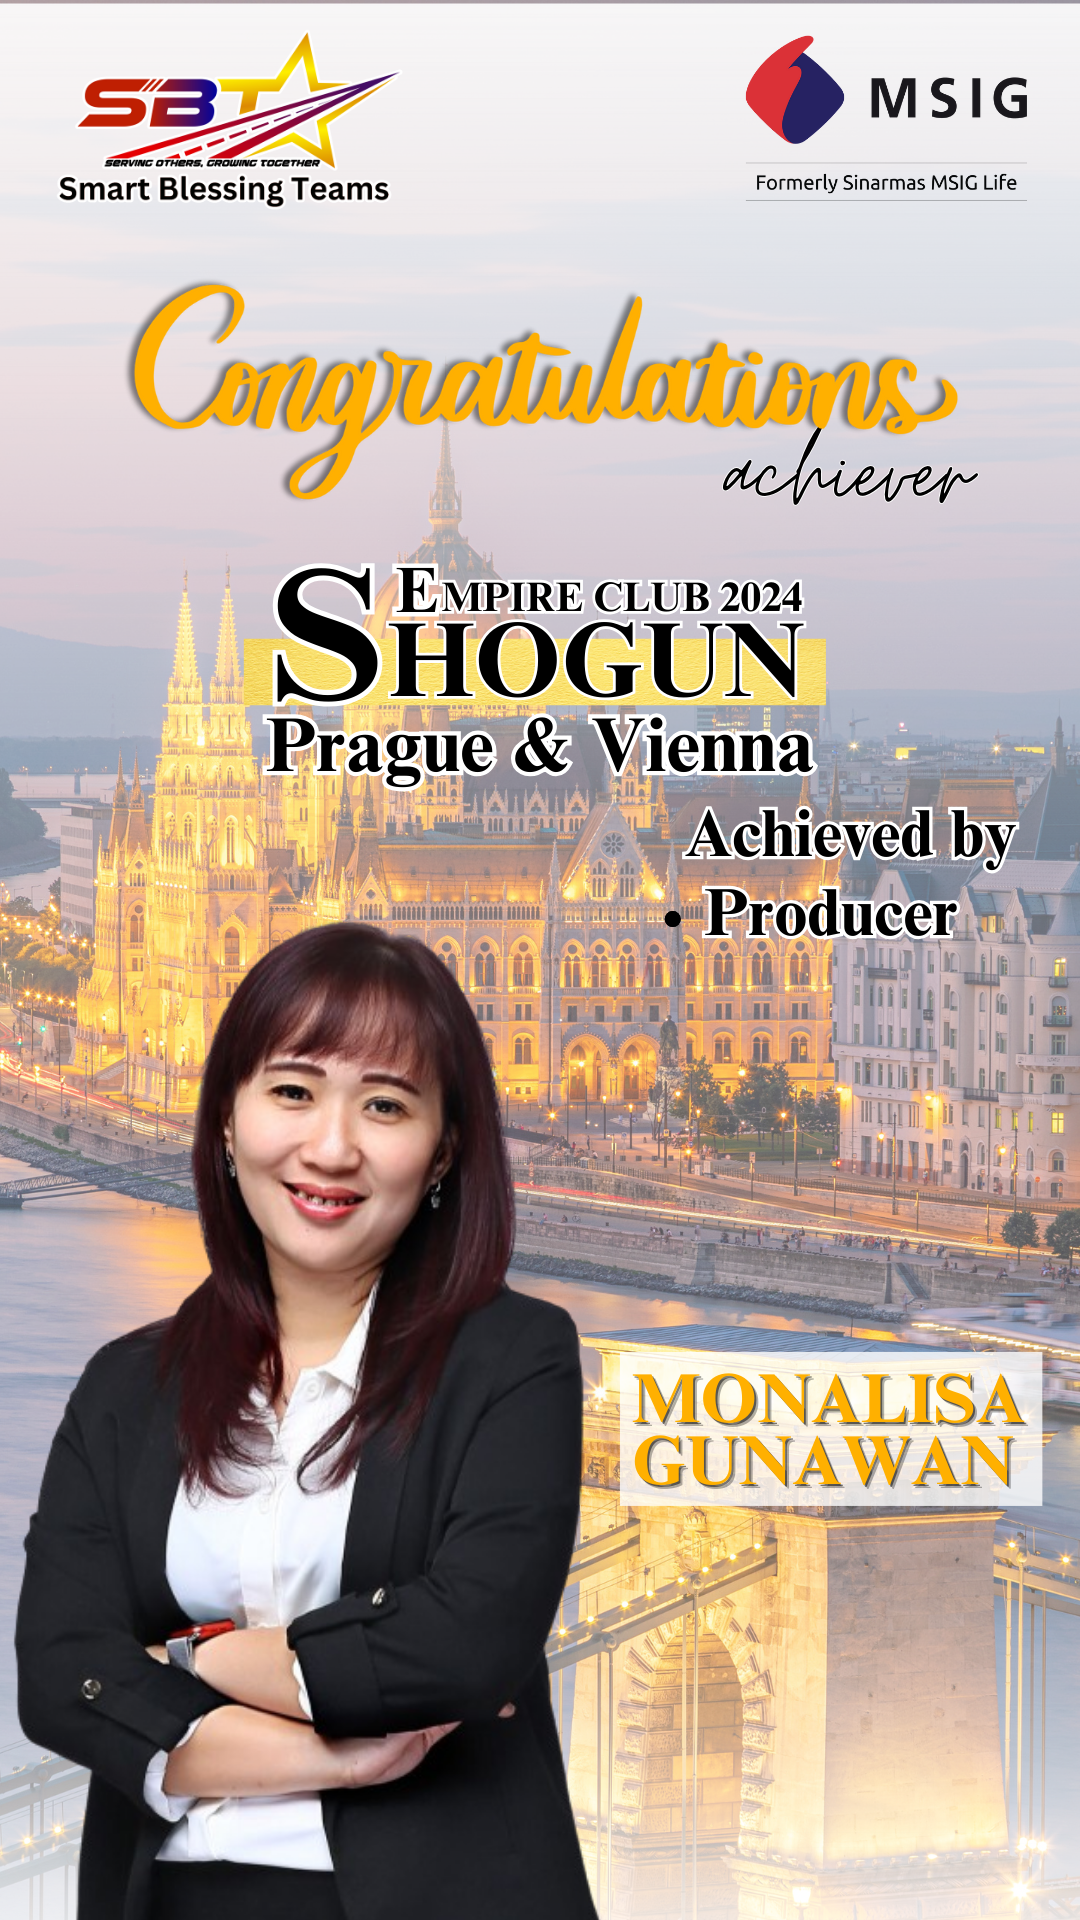 SBT
SERVING OTHERS, GROWING TOGETHER
Smart Blessing Teams
MSIG
Formerly Sinarmas MSIG Life
Congratulations
achiever
EMPIRE CLUB 2024
SHOGUN
Prague & Vienna
Achieved by
• Producer
MONALISA
GUNAWAN